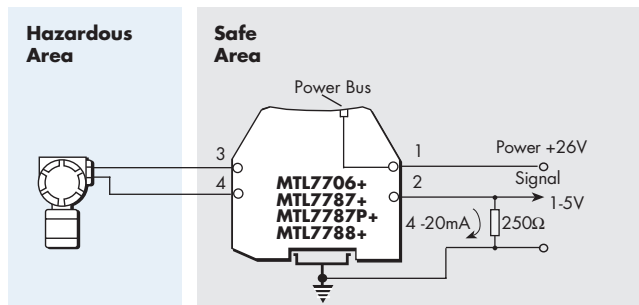 Hazardous
Area
Safe
Area
Power Bus
3
4
1
2
Power +26V
Signal
1-5V
MTL7706+
MTL7787+
MTL7787P+
MTL7788+
4 -20mA
250Ω